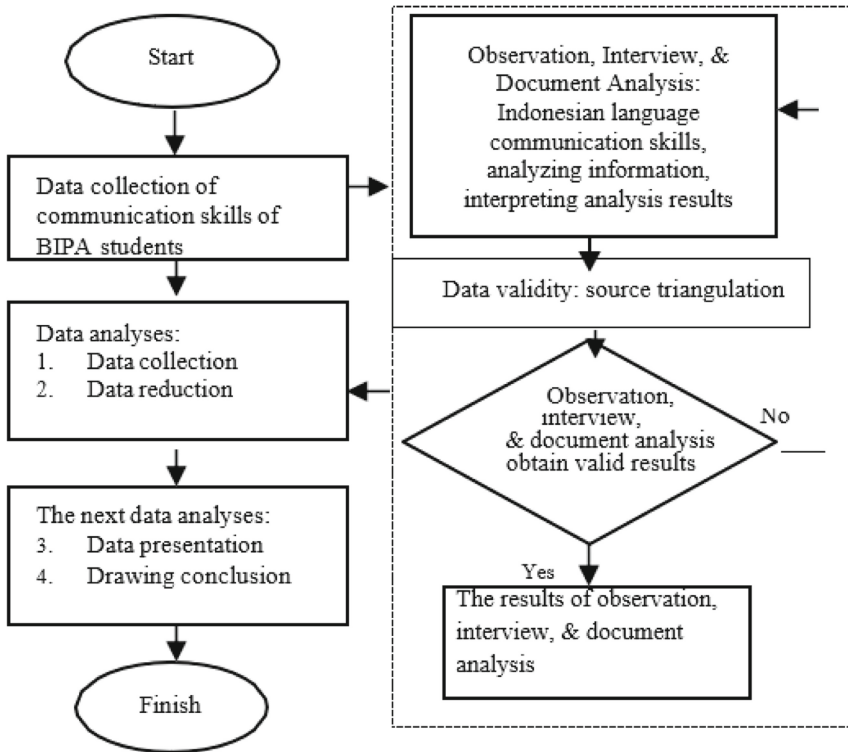 Start
Data collection of
communication skills of
BIPA students
Data analyses:
1. Data collection
2. Data reduction
The next data analyses:
3. Data presentation
4. Drawing conclusion
Finish
Observation, Interview, &
Document Analysis:
Indonesian language
communication skills,
analyzing information,
interpreting analysis results
Data validity: source triangulation
Observation,
interview,
& document analysis
obtain valid results
No
Yes
The results of observation,
interview, & document
analysis